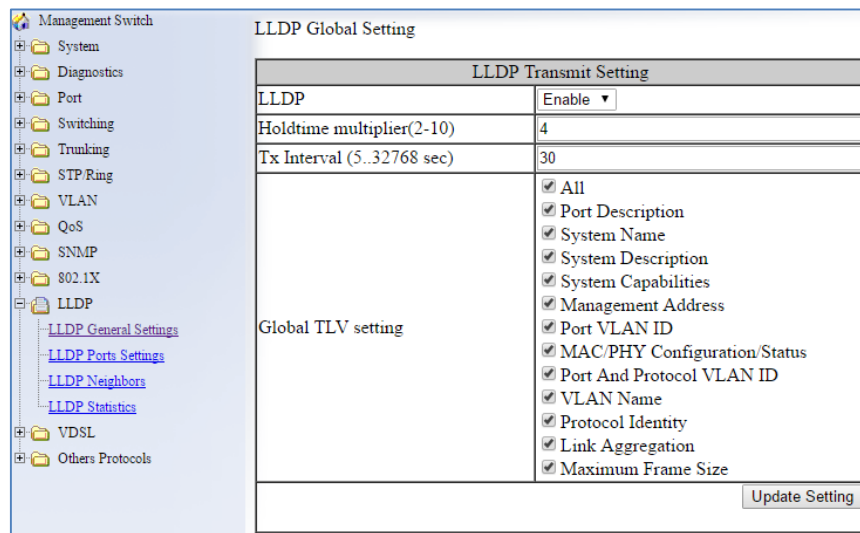 Management Switch
System
Diagnostics
Port
Switching
Trunking
STP/Ring
VLAN
QoS
SNMP
802.1X
LLDP
LLDP General Settings
LLDP Ports Settings
LLDP Neighbors
LLDP Statistics
VDSL
Others Protocols
LLDP Global Setting
LLDP Transmit Setting
LLDP Enable
Holdtime multiplier(2-10) 4
Tx Interval (5..32768 sec) 30
Global TLV setting
All
Port Description
System Name
System Description
System Capabilities
Management Address
Port VLAN ID
MAC/PHY Configuration/Status
Port And Protocol VLAN ID
VLAN Name
Protocol Identity
Link Aggregation
Maximum Frame Size
Update Setting